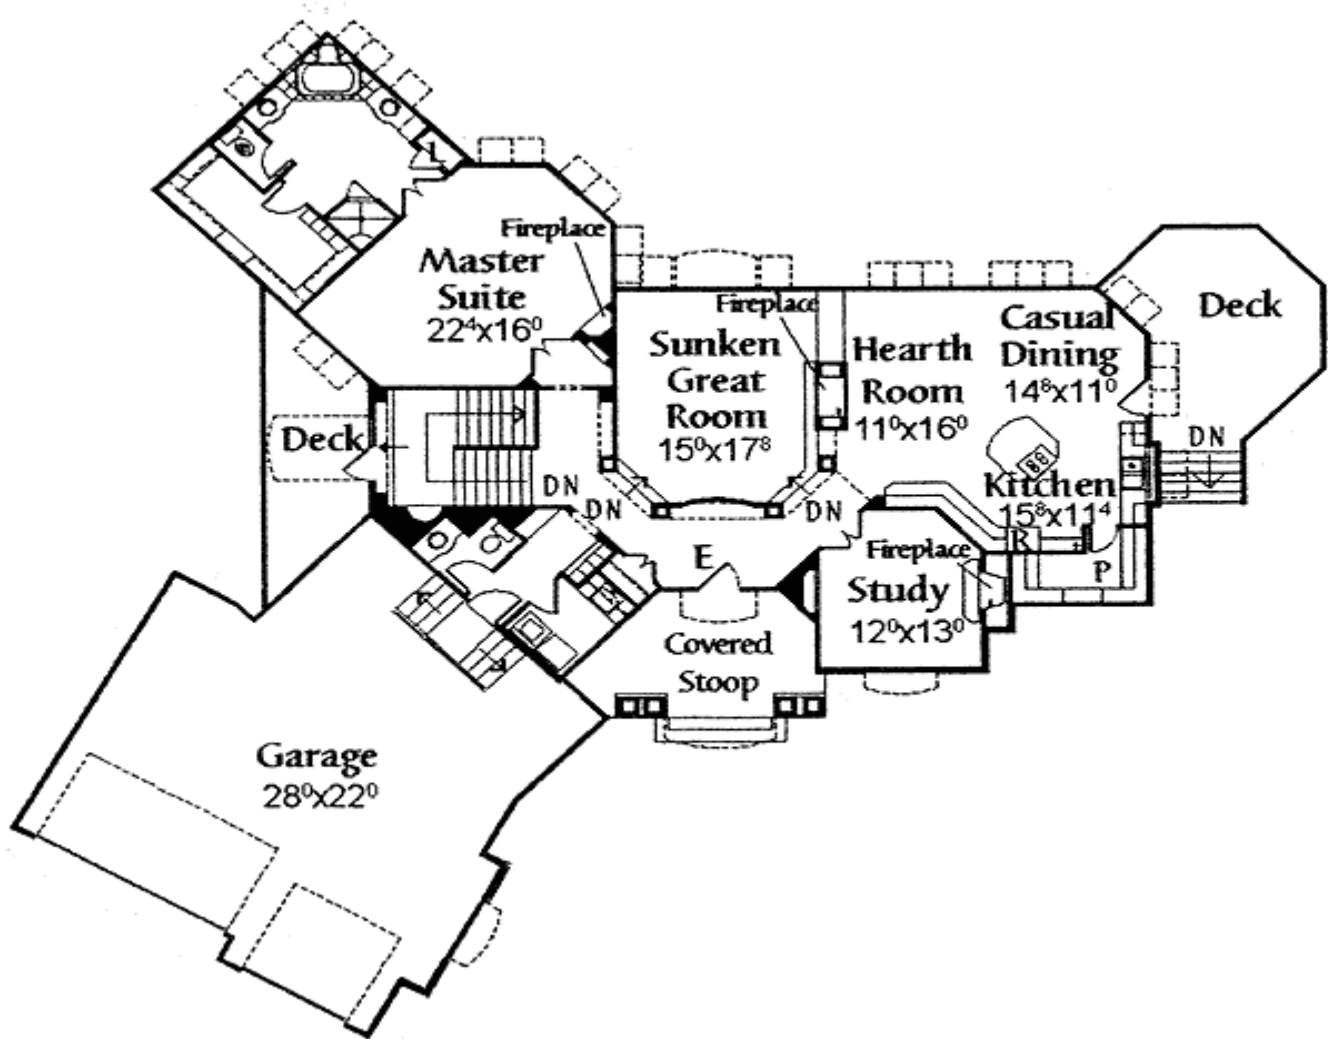 L
Fireplace
Master
Suite
22⁴x16⁰
Fireplace
Sunken
Great
Room
15⁰x17⁸
Hearth
Room
11⁰x16⁰
Casual
Dining
14⁸x11⁰
Deck
Deck
DN
DN
DN
DN
Kitchen
15⁸x11⁴
R
P
E
Fireplace
Study
12⁰x13⁰
Covered
Stoop
Garage
28⁰x22⁰